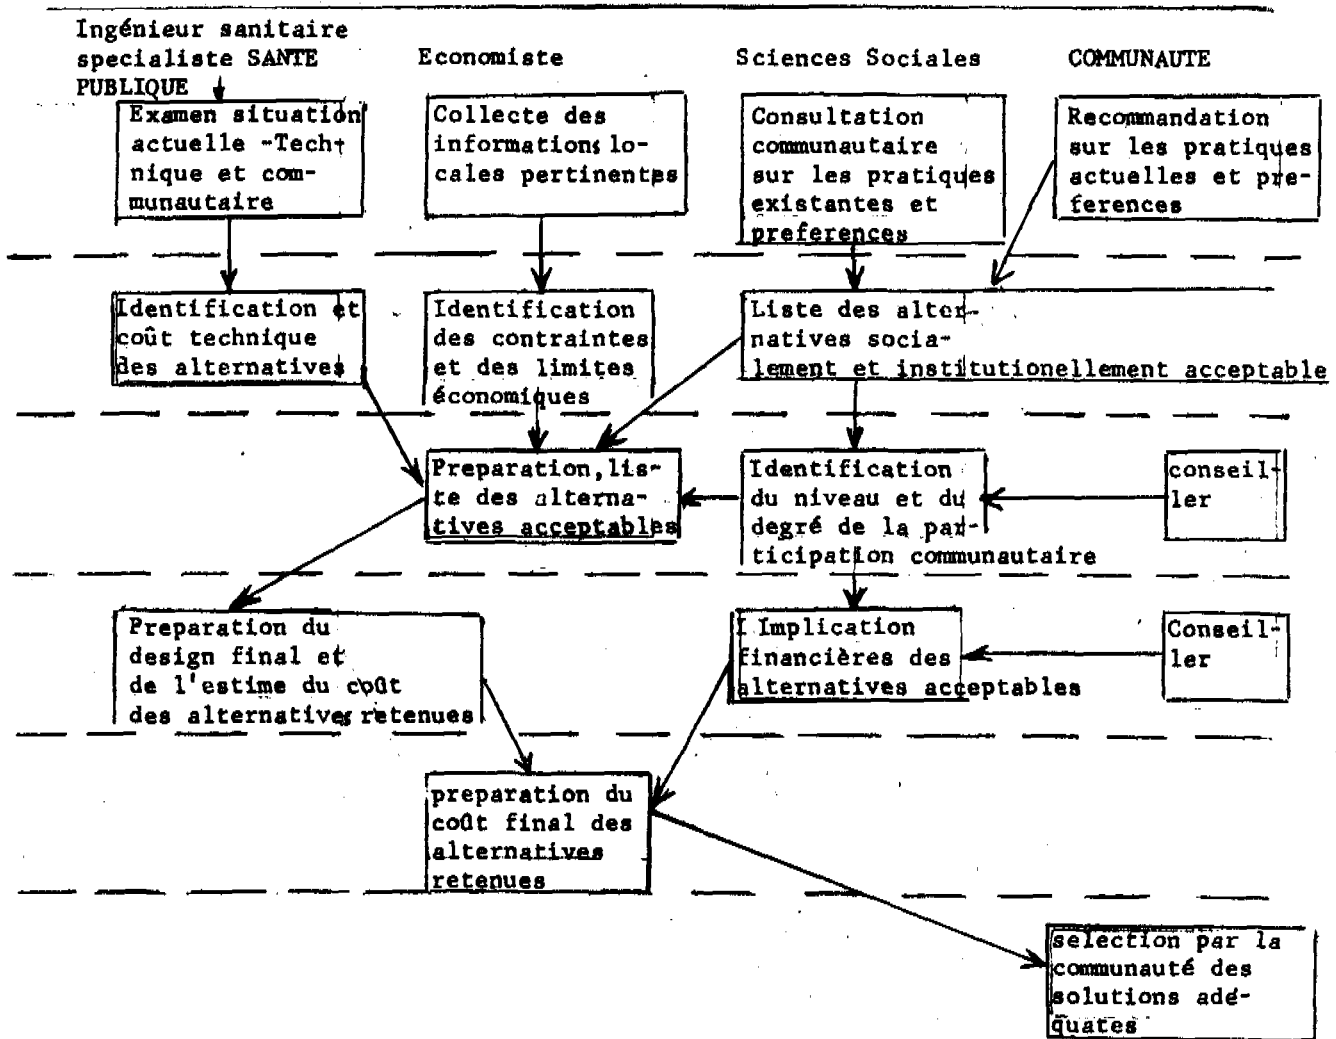 Ingénieur sanitaire
specialiste SANTE
PUBLIQUE
Economiste
Sciences Sociales
COMMUNAUTE
Examen situation
actuelle -Tech-
nique et com-
munautaire
Collecte des
informations lo-
cales pertinentes
Consultation
communautaire
sur les pratiques
existantes et
preferences
Recommandation
sur les pratiques
actuelles et pre-
ferences
Identification et
coût technique
des alternatives
Identification
des contraintes
et des limites
économiques
Liste des alter-
natives socia-
lement et institutionellement acceptable
Preparation, lis-
te des alterna-
tives acceptables
Identification
du niveau et du
degré de la par-
ticipation communautaire
conseil-
ler
Preparation du
design final et
de l'estime du coût
des alternatives retenues
I Implication
financières des
alternatives acceptables
Conseil-
ler
preparation du
coût final des
alternatives
retenues
selection par la
communauté des
solutions adé-
quates